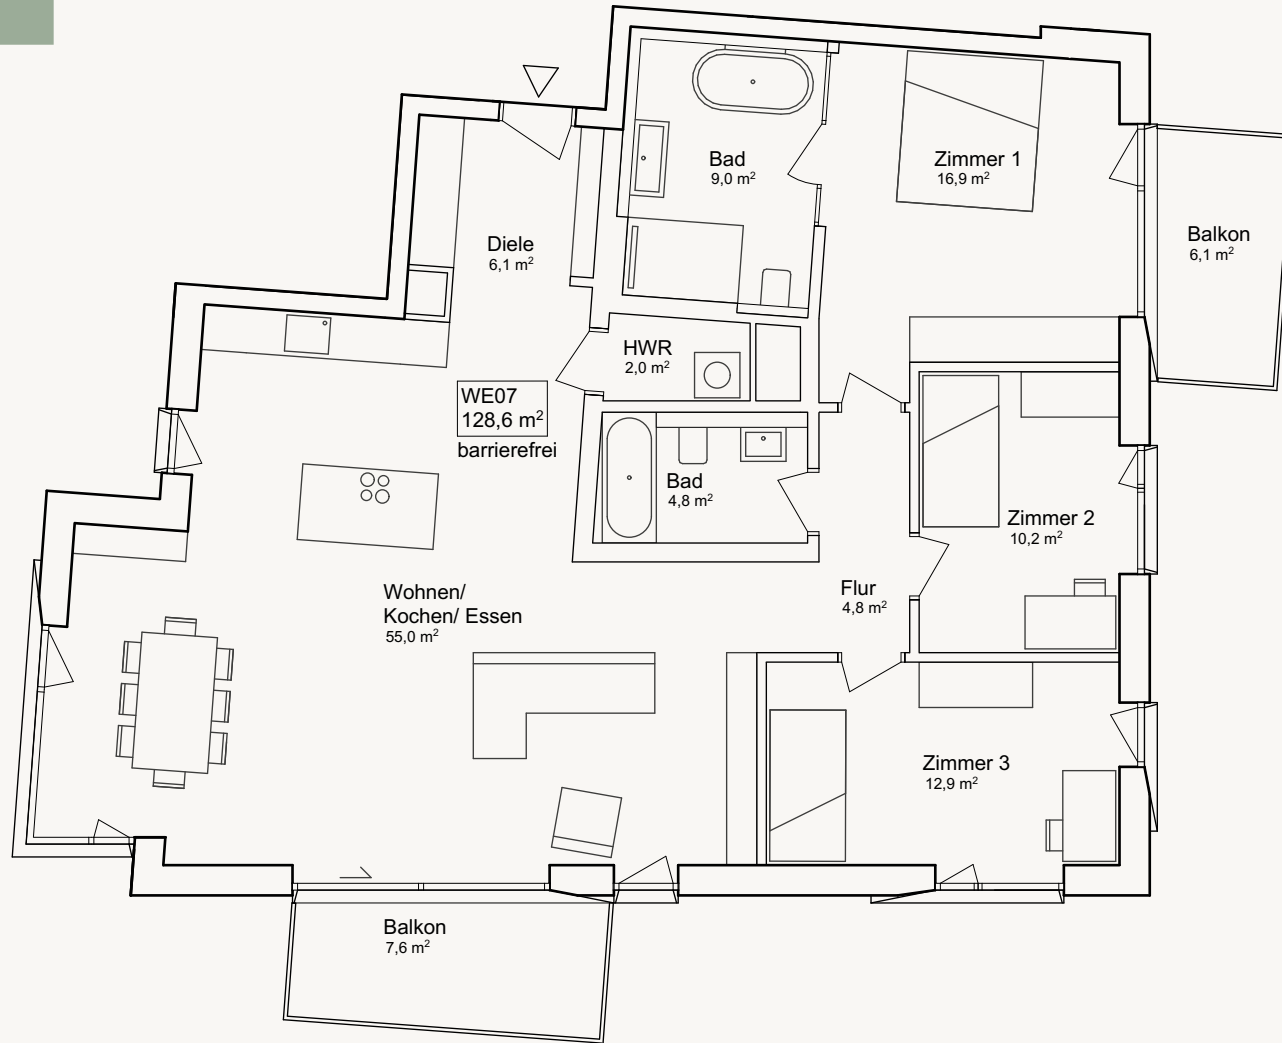 Bad
9,0 m²
Zimmer 1
16,9 m²
Balkon
6,1 m²
Diele
6,1 m²
HWR
2,0 m²
WE07
128,6 m²
barrierefrei
Bad
4,8 m²
Zimmer 2
10,2 m²
Wohnen/
Kochen/ Essen
55,0 m²
Flur
4,8 m²
Zimmer 3
12,9 m²
Balkon
7,6 m²